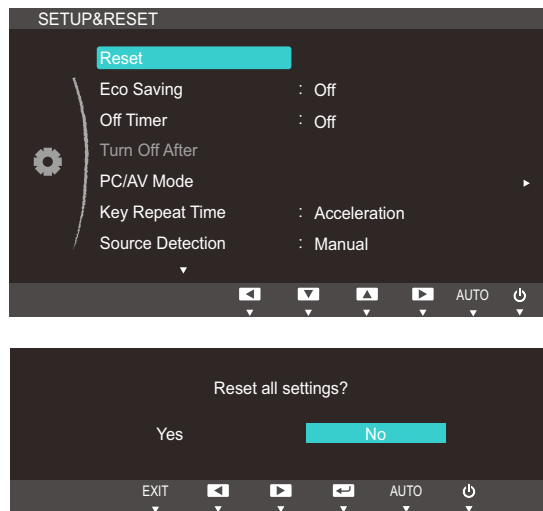 SETUP&RESET
Reset
Eco Saving : Off
Off Timer : Off
Turn Off After
PC/AV Mode
Key Repeat Time : Acceleration
Source Detection : Manual
AUTO
Reset all settings?
Yes No
EXIT AUTO